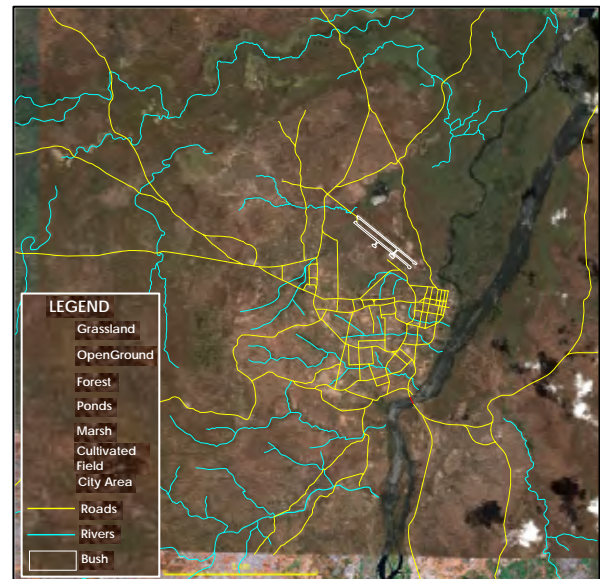 LEGEND
Grassland
OpenGround
Forest
Ponds
Marsh
Cultivated
Field
City Area
Roads
Rivers
Bush